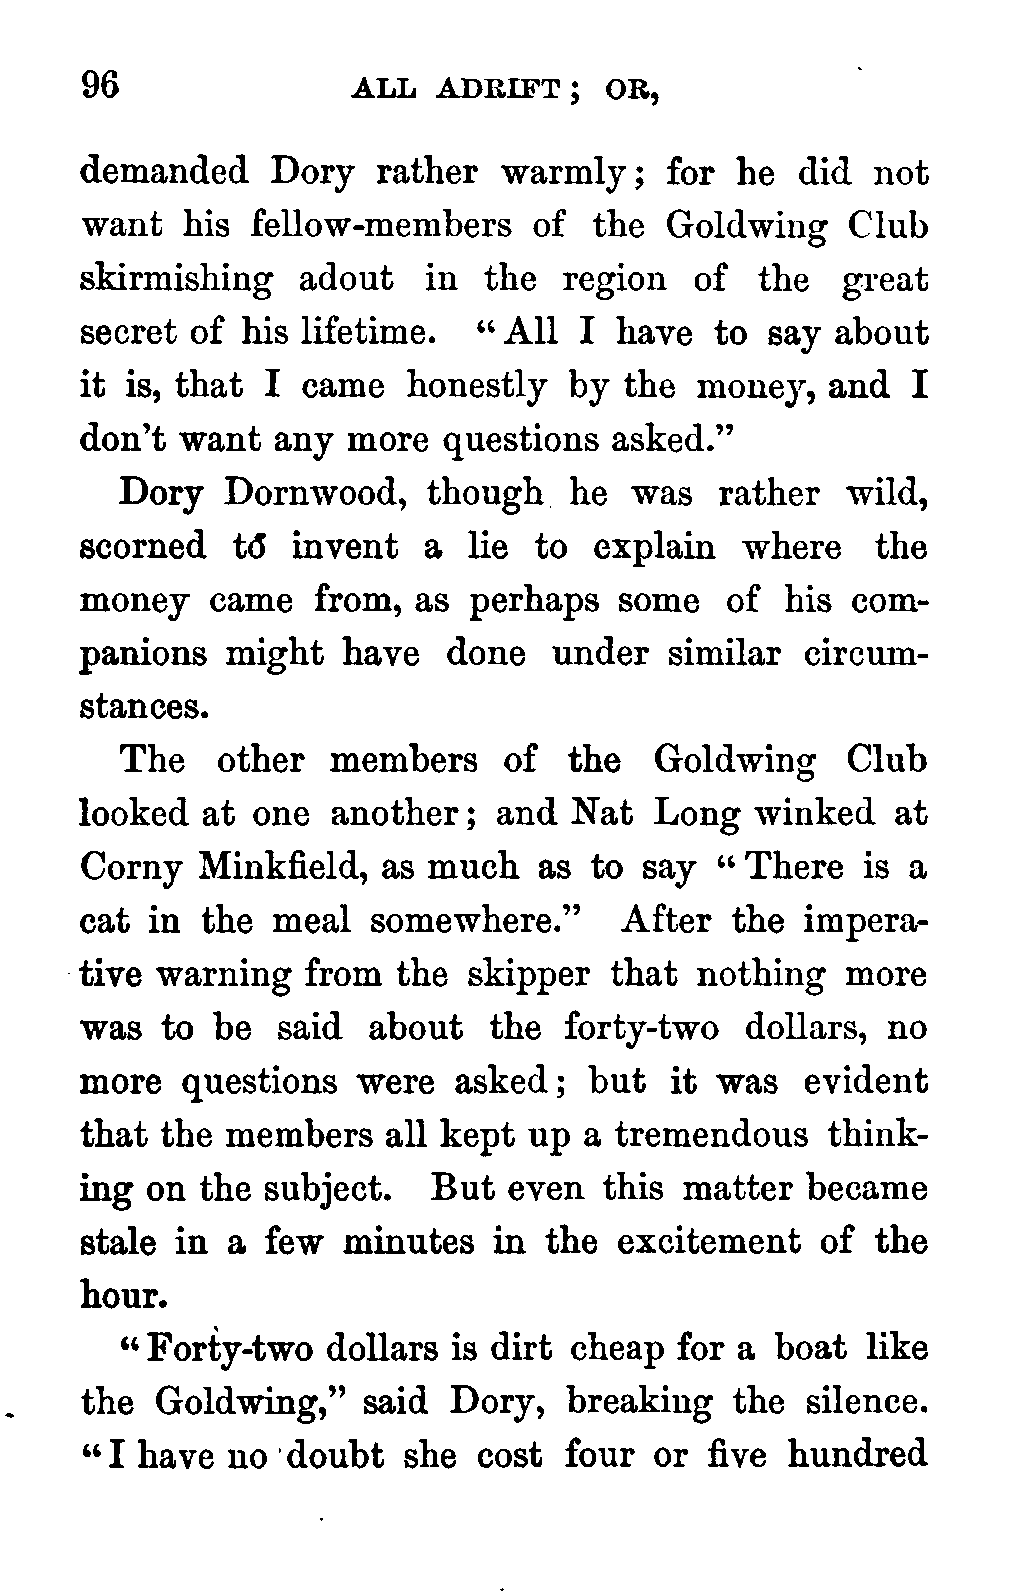 96 ALL ADRIFT; OR,
demanded Dory rather warmly; for he did not
want his fellow-members of the Goldwing Club
skirmishing adout in the region of the great
secret of his lifetime. "All I have to say about
it is, that I came honestly by the money, and I
don't want any more questions asked."
Dory Dornwood, though he was rather wild,
scorned to invent a lie to explain where the
money came from, as perhaps some of his com-
panions might have done under similar circum-
stances.
The other members of the Goldwing Club
looked at one another; and Nat Long winked at
Corny Minkfield, as much as to say "There is a
cat in the meal somewhere." After the impera-
tive warning from the skipper that nothing more
was to be said about the forty-two dollars, no
more questions were asked; but it was evident
that the members all kept up a tremendous think-
ing on the subject. But even this matter became
stale in a few minutes in the excitement of the
hour.
"Forty-two dollars is dirt cheap for a boat like
the Goldwing," said Dory, breaking the silence.
"I have no doubt she cost four or five hundred